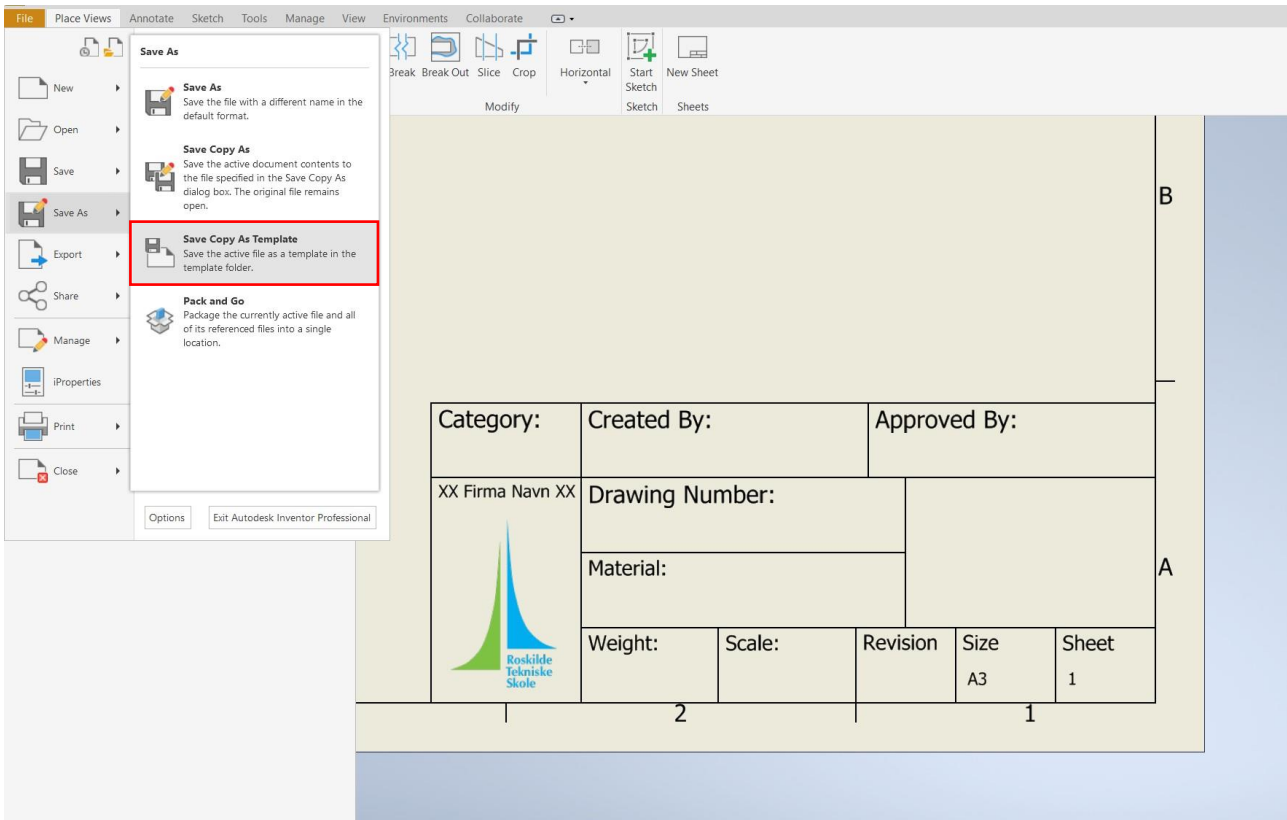 File Place Views Annotate Sketch Tools Manage View Environments Collaborate
Save As
New
Open
Save
Save As
Export
Share
Manage
iProperties
Print
Close
Save As
Save the file with a different name in the
default format.
Save Copy As
Save the active document contents to
the file specified in the Save Copy As
dialog box. The original file remains
open.
Save Copy As Template
Save the active file as a template in the
template folder.
Pack and Go
Package the currently active file and all
of its referenced files into a single
location.
Options Exit Autodesk Inventor Professional
Break Break Out Slice Crop Horizontal Start New Sheet
Sketch
Modify Sketch Sheets
B
Category: Created By: Approved By:
XX Firma Navn XX Drawing Number:
Material:
A
Roskilde
Tekniske
Skole
Weight: Scale: Revision Size Sheet
A3 1
2 1